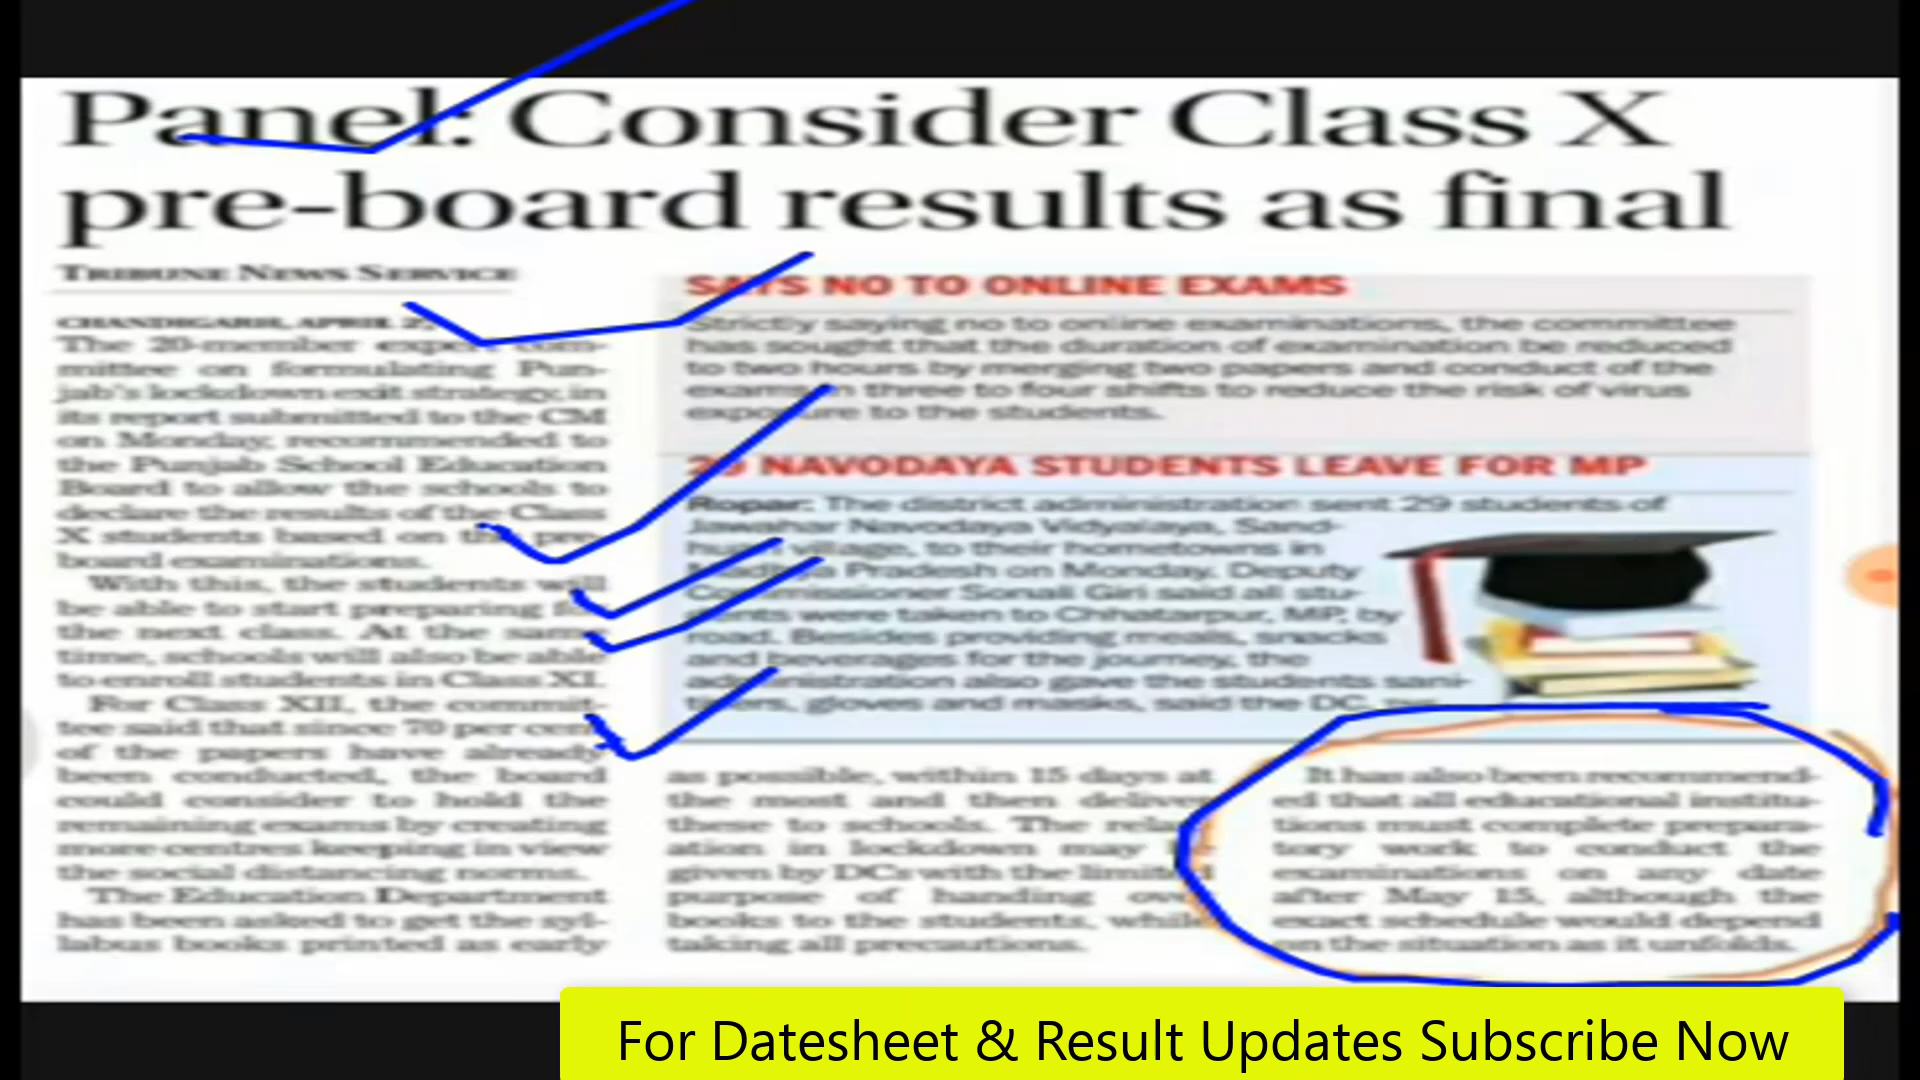 Panel: Consider Class X
pre-board results as final
TRIBUNE NEWS SERVICE
CHANDIGARH, APRIL 27
The 20-member expert com-
mittee on formulating Pun-
jab's lockdown exit strategy, in
its report submitted to the CM
on Monday, recommended to
the Punjab School Education
Board to allow the schools to
declare the results of the Class
X students based on the pre-
board examinations.
With this, the students will
be able to start preparing for
the next class. At the same
time, schools will also be able
to enroll students in Class XI.
For Class XII, the commit-
tee said that since 70 per cent
of the papers have already
been conducted, the board
could consider to hold the
remaining exams by creating
more centres keeping in view
the social distancing norms.
The Education Department
has been asked to get the syl-
labus books printed as early
as possible, within 15 days at
the most and then deliver
these to schools. The relax-
ation in lockdown may be
given by DCs with the limited
purpose of handing over
books to the students, while
taking all precautions.
It has also been recommend-
ed that all educational institu-
tions must complete prepara-
tory work to conduct the
examinations on any date
after May 15, although the
exact schedule would depend
on the situation as it unfolds.
SAYS NO TO ONLINE EXAMS
Strictly saying no to online examinations, the committee
has sought that the duration of examination be reduced
to two hours by merging two papers and conduct of the
exams in three to four shifts to reduce the risk of virus
exposure to the students.
29 NAVODAYA STUDENTS LEAVE FOR MP
Ropar: The district administration sent 29 students of
Jawahar Navodaya Vidyalaya, Sand-
huan village, to their hometowns in
Madhya Pradesh on Monday. Deputy
Commissioner Sonali Giri said all stu-
dents were taken to Chhatarpur, MP, by
road. Besides providing meals, snacks
and beverages for the journey, the
administration also gave the students sani-
tisers, gloves and masks, said the DC.
For Datesheet & Result Updates Subscribe Now